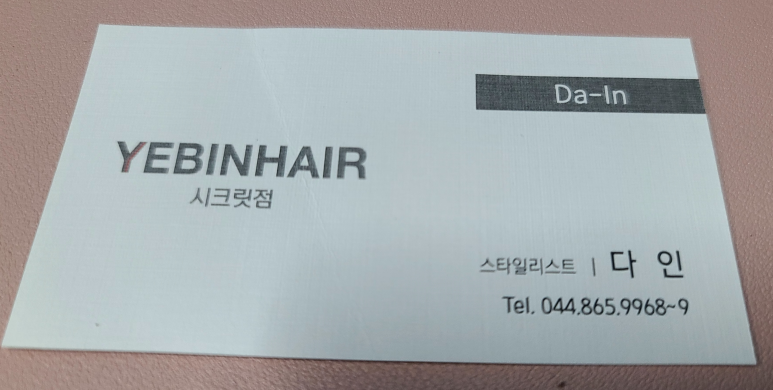 Da-In
YEBINHAIR
시크릿점
스타일리스트 | 다 인
Tel. 044.865.9968~9